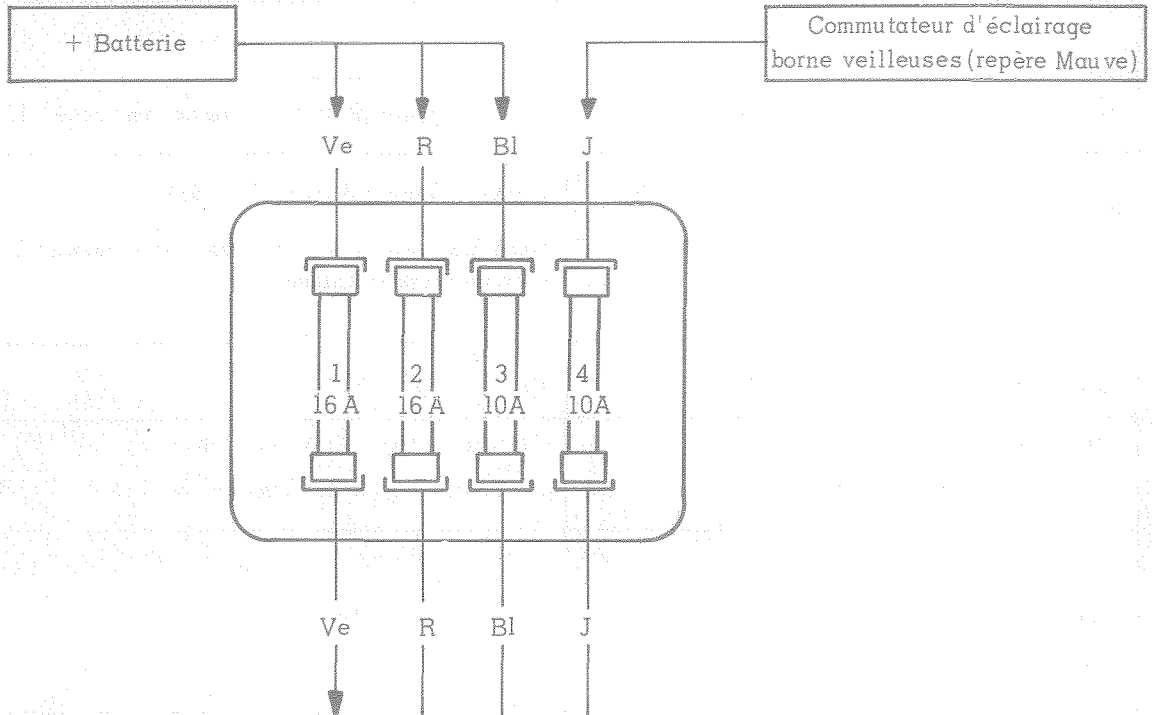 + Batterie
Commutateur d'éclairage
borne veilleuses (repère Mauve)
Ve R Bl J
1 2 3 4
16 A 16 A 10A 10A
Ve R Bl J